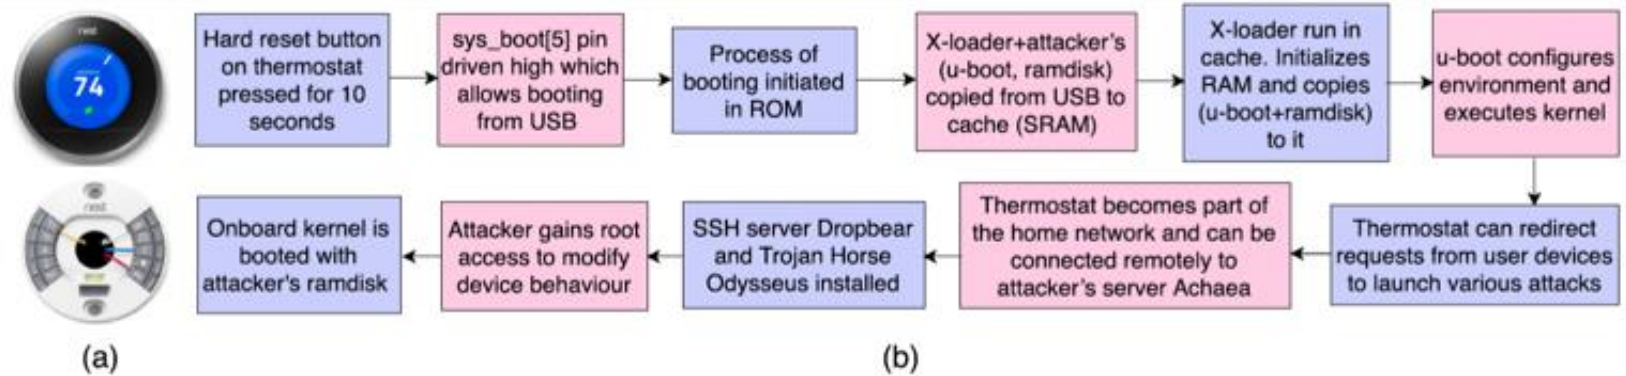 nest
74
Hard reset button
on thermostat
pressed for 10
seconds
sys_boot[5] pin
driven high which
allows booting
from USB
Process of
booting initiated
in ROM
X-loader+attacker's
(u-boot, ramdisk)
copied from USB to
cache (SRAM)
X-loader run in
cache. Initializes
RAM and copies
(u-boot+ramdisk)
to it
u-boot configures
environment and
executes kernel
nest
Onboard kernel is
booted with
attacker's ramdisk
Attacker gains root
access to modify
device behaviour
SSH server Dropbear
and Trojan Horse
Odysseus installed
Thermostat becomes part of
the home network and can be
connected remotely to
attacker's server Achaea
Thermostat can redirect
requests from user devices
to launch various attacks
(a)
(b)